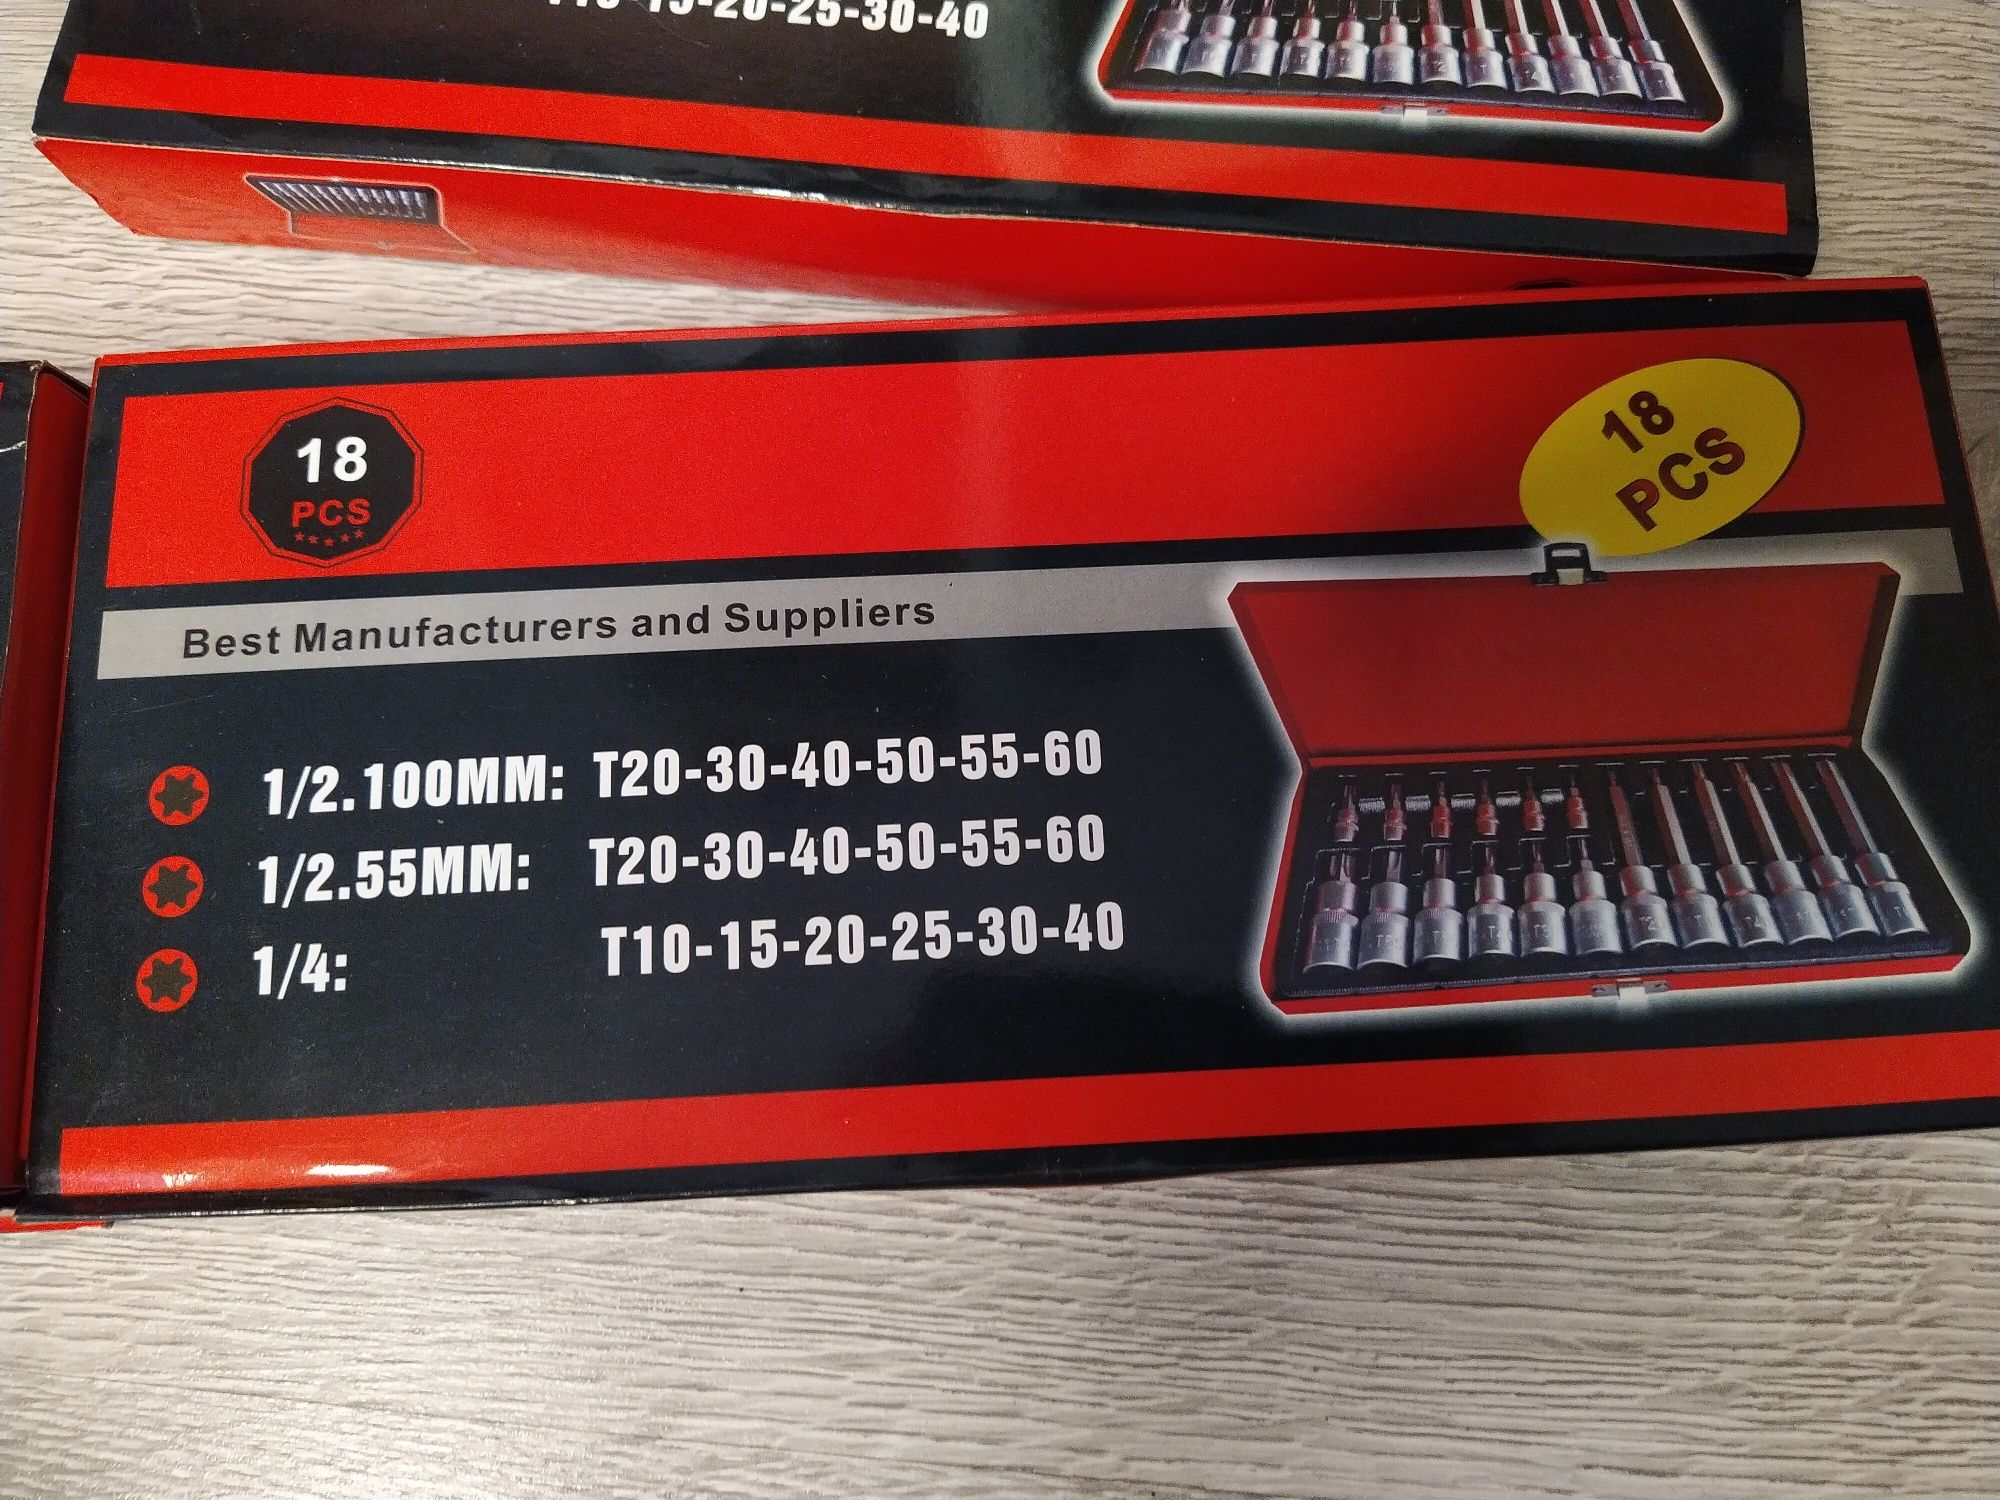 15-20-25-30-40
18
PCS
18
PCS
Best Manufacturers and Suppliers
1/2.100MM: T20-30-40-50-55-60
1/2.55MM: T20-30-40-50-55-60
1/4: T10-15-20-25-30-40